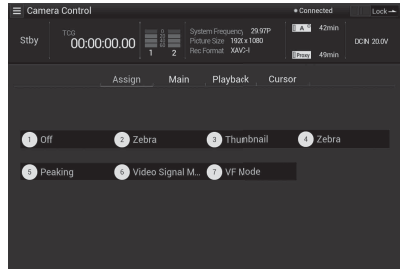 Camera Control
Connected
Lock
Stby
TCG
00:00:00.00
1 2
System Frequency 29.97P
Picture Size 1920 x 1080
Rec Format XAVC-I
A 42min
Proxy 49min
DCIN 20.0V
Assign Main Playback Cursor
1 Off
2 Zebra
3 Thumbnail
4 Zebra
5 Peaking
6 Video Signal M...
7 VF Mode